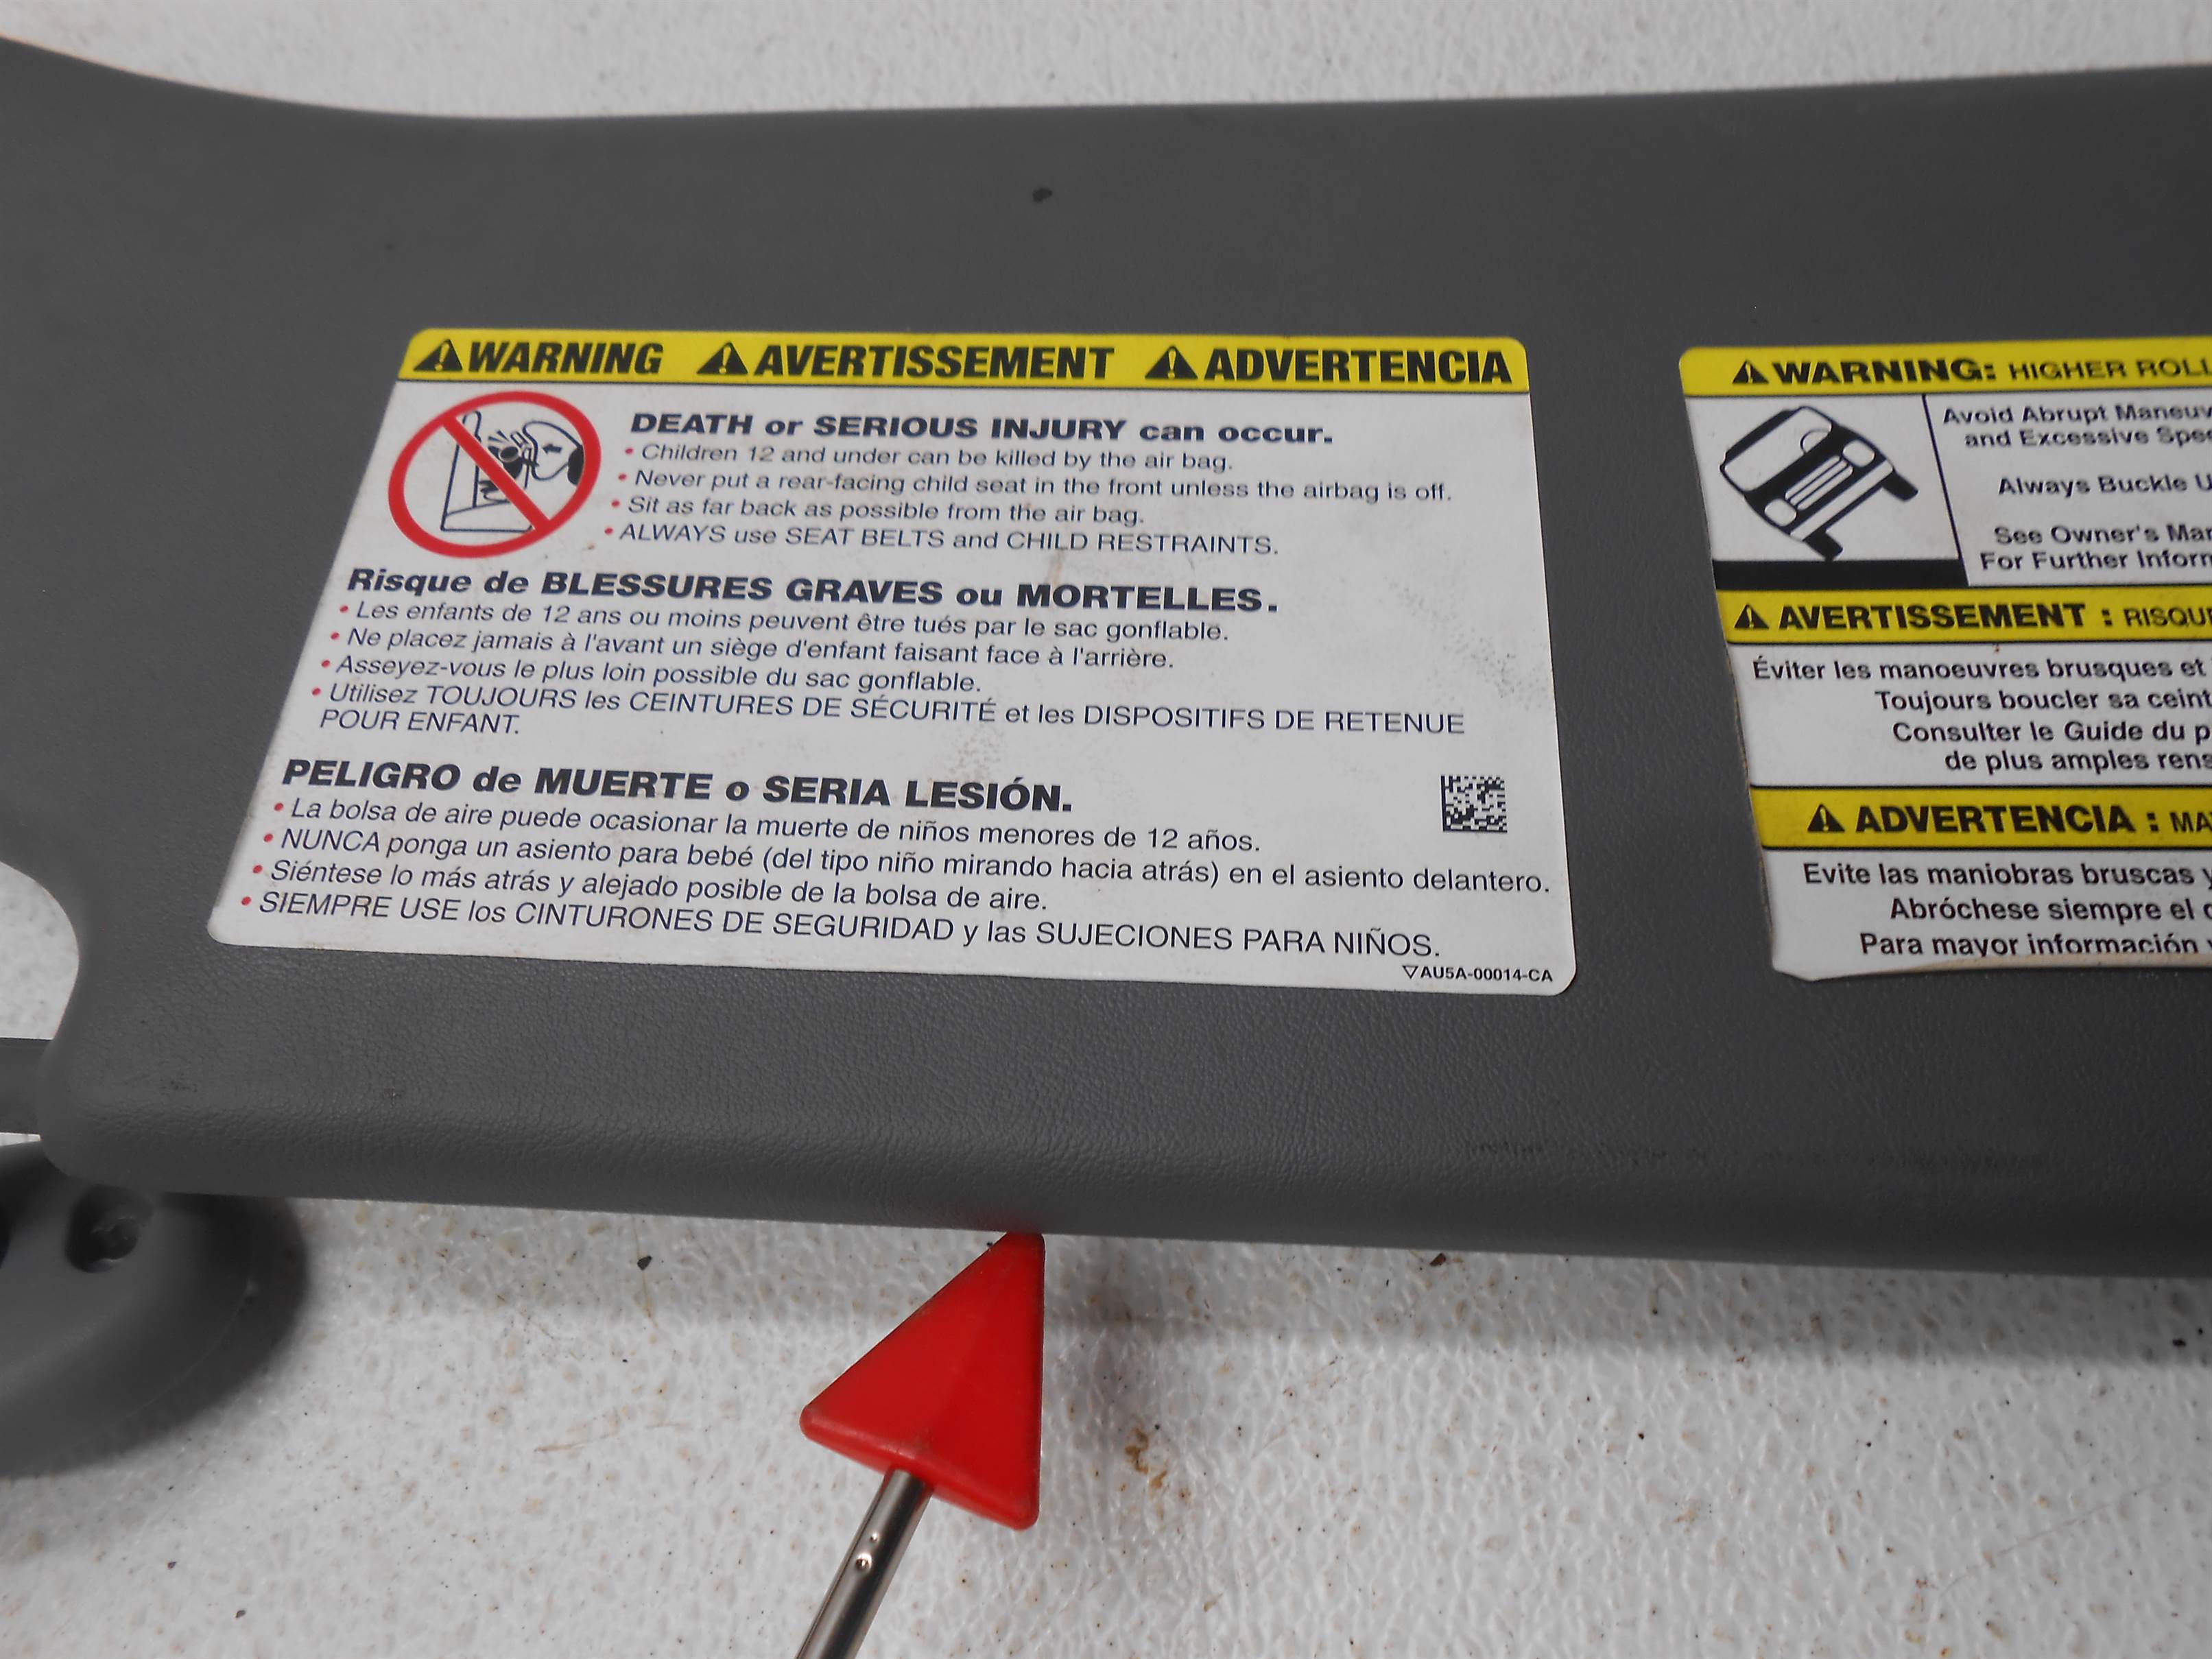 WARNING AVERTISSEMENT ADVERTENCIA
DEATH or SERIOUS INJURY can occur.
• Children 12 and under can be killed by the air bag.
• Never put a rear-facing child seat in the front unless the airbag is off.
• Sit as far back as possible from the air bag.
• ALWAYS use SEAT BELTS and CHILD RESTRAINTS.
Risque de BLESSURES GRAVES ou MORTELLES.
• Les enfants de 12 ans ou moins peuvent être tués par le sac gonflable.
• Ne placez jamais à l'avant un siège d'enfant faisant face à l'arrière.
• Asseyez-vous le plus loin possible du sac gonflable.
• Utilisez TOUJOURS les CEINTURES DE SÉCURITÉ et les DISPOSITIFS DE RETENUE
POUR ENFANT.
PELIGRO de MUERTE o SERIA LESIÓN.
• La bolsa de aire puede ocasionar la muerte de niños menores de 12 años.
• NUNCA ponga un asiento para bebé (del tipo niño mirando hacia atrás) en el asiento delantero.
• Siéntese lo más atrás y alejado posible de la bolsa de aire.
• SIEMPRE USE los CINTURONES DE SEGURIDAD y las SUJECIONES PARA NIÑOS.
▽AU5A-00014-CA
WARNING: HIGHER ROLL
Avoid Abrupt Maneuv
and Excessive Spee
Always Buckle U
See Owner's Man
For Further Inform
AVERTISSEMENT : RISQU
Éviter les manoeuvres brusques et
Toujours boucler sa ceint
Consulter le Guide du p
de plus amples rens
ADVERTENCIA : MA
Evite las maniobras bruscas y
Abróchese siempre el c
Para mayor información